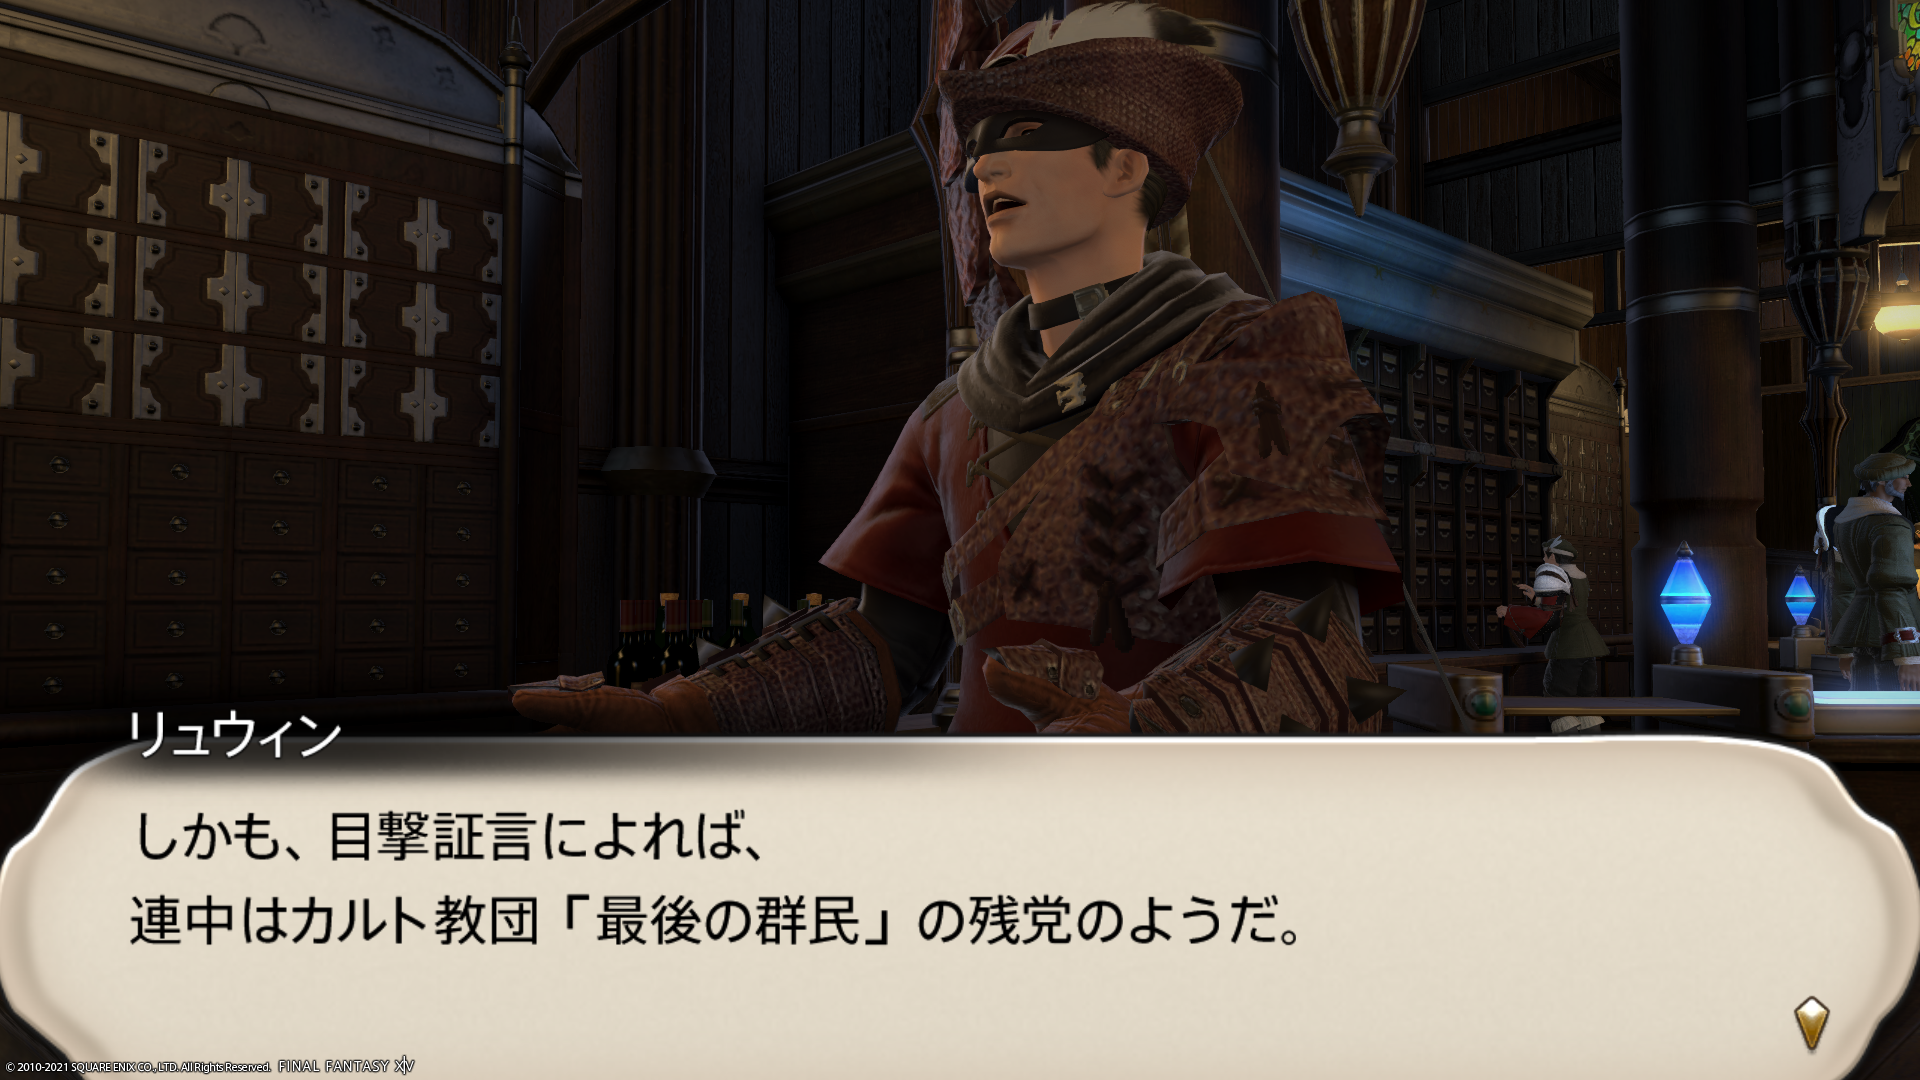 リュウィン
しかも、目撃証言によれば、
連中はカルト教団「最後の群民」の残党のようだ。
© 2010-2021 SQUARE ENIX CO., LTD. All Rights Reserved. FINAL FANTASY XIV